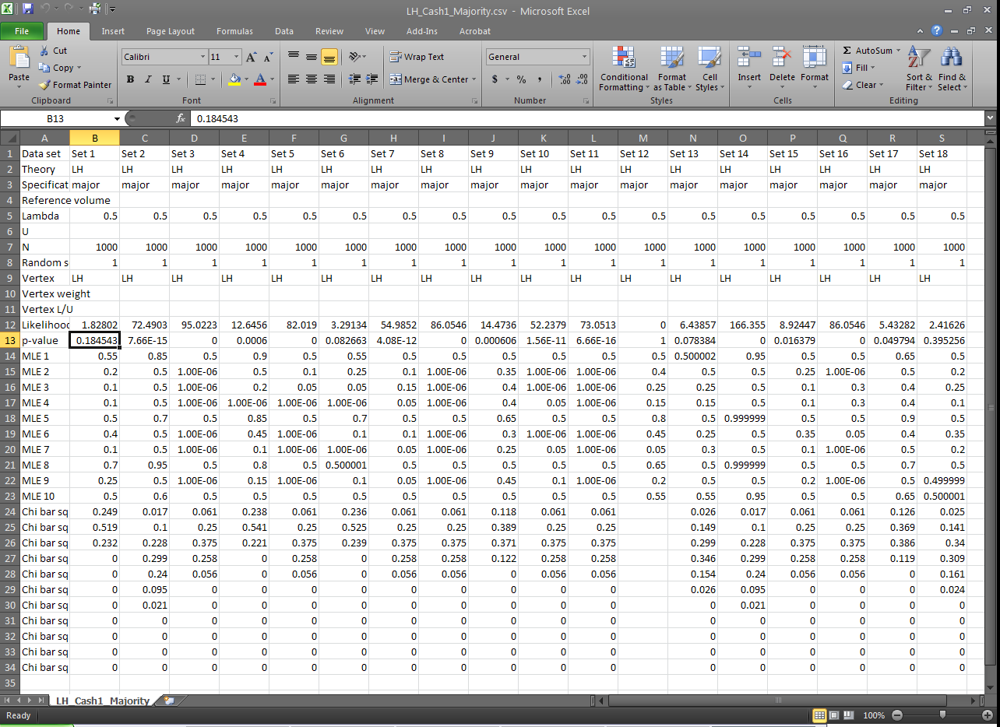 LH_Cash1_Majority.csv - Microsoft Excel
File Home Insert Page Layout Formulas Data Review View Add-Ins Acrobat
Paste Cut Copy Format Painter Clipboard
Calibri 11 B I U Font
Wrap Text Merge & Center Alignment
General $ % , .00 Number
Conditional Formatting Format as Table Cell Styles Styles
Insert Delete Format Cells
Σ AutoSum Fill Clear Sort & Filter Find & Select Editing
B13 fx 0.184543
A B C D E F G H I J K L M N O P Q R S
1 Data set Set 1 Set 2 Set 3 Set 4 Set 5 Set 6 Set 7 Set 8 Set 9 Set 10 Set 11 Set 12 Set 13 Set 14 Set 15 Set 16 Set 17 Set 18
2 Theory LH LH LH LH LH LH LH LH LH LH LH LH LH LH LH LH LH LH
3 Specificat major major major major major major major major major major major major major major major major major major
4 Reference volume
5 Lambda 0.5 0.5 0.5 0.5 0.5 0.5 0.5 0.5 0.5 0.5 0.5 0.5 0.5 0.5 0.5 0.5 0.5 0.5
6 U
7 N 1000 1000 1000 1000 1000 1000 1000 1000 1000 1000 1000 1000 1000 1000 1000 1000 1000 1000
8 Random s 1 1 1 1 1 1 1 1 1 1 1 1 1 1 1 1 1 1
9 Vertex LH LH LH LH LH LH LH LH LH LH LH LH LH LH LH LH LH LH
10 Vertex weight
11 Vertex L/U
12 Likelihood 1.82802 72.4903 95.0223 12.6456 82.019 3.29134 54.9852 86.0546 14.4736 52.2379 73.0513 0 6.43857 166.355 8.92447 86.0546 5.43282 2.41626
13 p-value 0.184543 7.66E-15 0 0.0006 0 0.082663 4.08E-12 0 0.000606 1.56E-11 6.66E-16 1 0.078384 0 0.016379 0 0.049794 0.395256
14 MLE 1 0.55 0.85 0.5 0.9 0.5 0.55 0.5 0.5 0.5 0.5 0.5 0.5 0.500002 0.95 0.5 0.5 0.65 0.5
15 MLE 2 0.2 0.5 1.00E-06 0.5 0.1 0.25 0.1 1.00E-06 0.35 1.00E-06 1.00E-06 0.4 0.5 0.5 0.25 1.00E-06 0.5 0.2
16 MLE 3 0.1 0.5 1.00E-06 0.2 0.05 0.05 0.15 1.00E-06 0.4 1.00E-06 1.00E-06 0.25 0.25 0.5 0.1 0.3 0.4 0.25
17 MLE 4 0.1 0.5 1.00E-06 1.00E-06 1.00E-06 1.00E-06 0.05 1.00E-06 0.4 0.05 1.00E-06 0.15 0.15 0.5 0.1 0.3 0.4 0.1
18 MLE 5 0.5 0.7 0.5 0.85 0.5 0.7 0.5 0.5 0.65 0.5 0.5 0.8 0.5 0.999999 0.5 0.5 0.9 0.5
19 MLE 6 0.4 0.5 1.00E-06 0.45 1.00E-06 0.1 0.1 1.00E-06 0.3 1.00E-06 1.00E-06 0.45 0.25 0.5 0.35 0.05 0.4 0.35
20 MLE 7 0.1 0.5 1.00E-06 0.1 1.00E-06 1.00E-06 0.05 1.00E-06 0.25 0.05 1.00E-06 0.05 0.3 0.5 0.1 1.00E-06 0.5 0.2
21 MLE 8 0.7 0.95 0.5 0.8 0.5 0.500001 0.5 0.5 0.5 0.5 0.5 0.65 0.5 0.999999 0.5 0.5 0.7 0.5
22 MLE 9 0.25 0.5 1.00E-06 0.15 1.00E-06 0.1 0.05 1.00E-06 0.45 0.1 1.00E-06 0.2 0.5 0.5 0.2 1.00E-06 0.5 0.499999
23 MLE 10 0.5 0.6 0.5 0.5 0.5 0.5 0.5 0.5 0.5 0.5 0.5 0.55 0.55 0.95 0.5 0.5 0.65 0.500001
24 Chi bar sq 0.249 0.017 0.061 0.238 0.061 0.236 0.061 0.061 0.118 0.061 0.061 0.026 0.017 0.061 0.061 0.126 0.025
25 Chi bar sq 0.519 0.1 0.25 0.541 0.25 0.525 0.25 0.25 0.389 0.25 0.25 0.149 0.1 0.25 0.25 0.369 0.141
26 Chi bar sq 0.232 0.228 0.375 0.221 0.375 0.239 0.375 0.375 0.371 0.375 0.375 0.299 0.228 0.375 0.375 0.386 0.34
27 Chi bar sq 0 0.299 0.258 0 0.258 0 0.258 0.258 0.122 0.258 0.258 0.346 0.299 0.258 0.258 0.119 0.309
28 Chi bar sq 0 0.24 0.056 0 0.056 0 0.056 0.056 0 0.056 0.056 0.154 0.24 0.056 0.056 0 0.161
29 Chi bar sq 0 0.095 0 0 0 0 0 0 0 0 0 0.026 0.095 0 0 0 0.024
30 Chi bar sq 0 0.021 0 0 0 0 0 0 0 0 0 0 0.021 0 0 0 0
31 Chi bar sq 0 0 0 0 0 0 0 0 0 0 0 0 0 0 0 0 0
32 Chi bar sq 0 0 0 0 0 0 0 0 0 0 0 0 0 0 0 0 0
33 Chi bar sq 0 0 0 0 0 0 0 0 0 0 0 0 0 0 0 0 0
34 Chi bar sq 0 0 0 0 0 0 0 0 0 0 0 0 0 0 0 0 0
35
LH_Cash1_Majority
Ready 100%